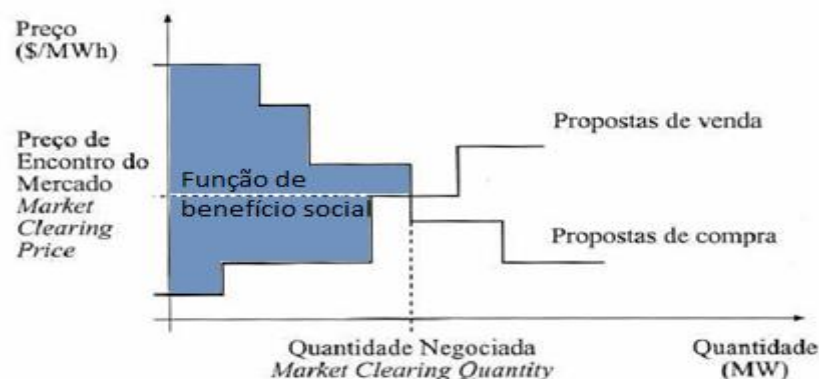 Preço
($/MWh)
Propostas de venda
Preço de
Encontro do
Mercado
Market
Clearing
Price
Função de
benefício social
Propostas de compra
Quantidade Negociada
Market Clearing Quantity
Quantidade
(MW)